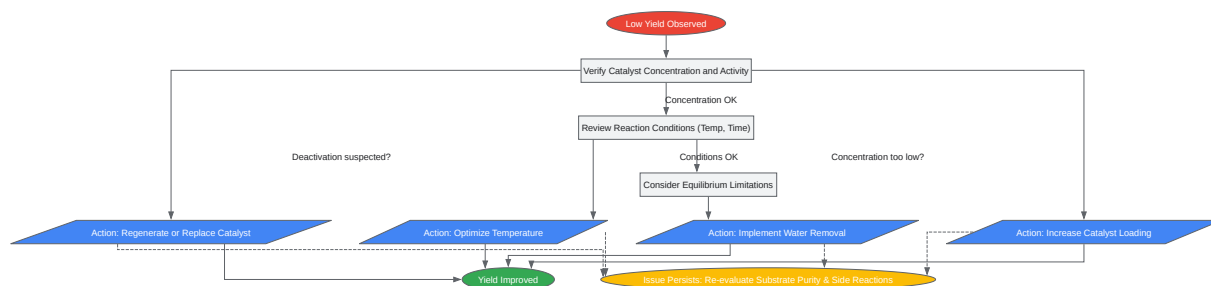 Low Yield Observed
Verify Catalyst Concentration and Activity
Concentration OK
Review Reaction Conditions (Temp, Time)
Deactivation suspected?
Conditions OK
Concentration too low?
Consider Equilibrium Limitations
Action: Regenerate or Replace Catalyst
Action: Optimize Temperature
Action: Implement Water Removal
Action: Increase Catalyst Loading
Yield Improved
Issue Persists: Re-evaluate Substrate Purity & Side Reactions